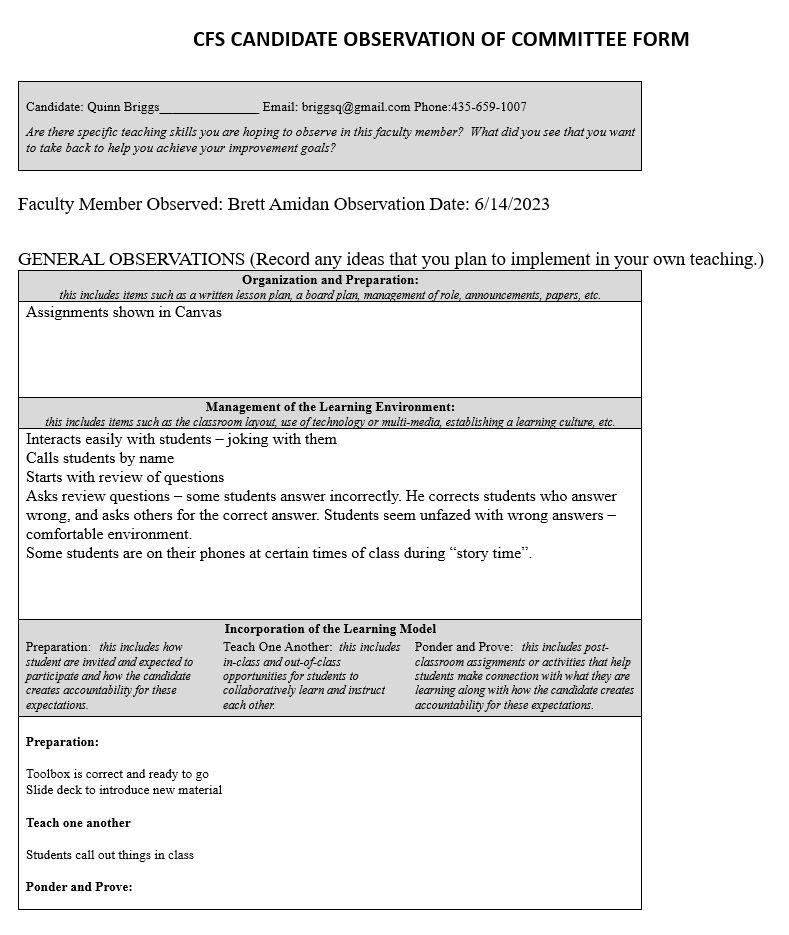 CFS CANDIDATE OBSERVATION OF COMMITTEE FORM
Candidate: Quinn Briggs________________ Email: briggsq@gmail.com Phone:435-659-1007
Are there specific teaching skills you are hoping to observe in this faculty member? What did you see that you want
to take back to help you achieve your improvement goals?
Faculty Member Observed: Brett Amidan Observation Date: 6/14/2023
GENERAL OBSERVATIONS (Record any ideas that you plan to implement in your own teaching.)
Organization and Preparation:
this includes items such as a written lesson plan, a board plan, management of role, announcements, papers, etc.
Assignments shown in Canvas
Management of the Learning Environment:
this includes items such as the classroom layout, use of technology or multi-media, establishing a learning culture, etc.
Interacts easily with students – joking with them
Calls students by name
Starts with review of questions
Asks review questions – some students answer incorrectly. He corrects students who answer
wrong, and asks others for the correct answer. Students seem unfazed with wrong answers –
comfortable environment.
Some students are on their phones at certain times of class during “story time”.
Incorporation of the Learning Model
Preparation: this includes how
student are invited and expected to
participate and how the candidate
creates accountability for these
expectations.
Teach One Another: this includes
in-class and out-of-class
opportunities for students to
collaboratively learn and instruct
each other.
Ponder and Prove: this includes post-
classroom assignments or activities that help
students make connection with what they are
learning along with how the candidate creates
accountability for these expectations.
Preparation:
Toolbox is correct and ready to go
Slide deck to introduce new material
Teach one another
Students call out things in class
Ponder and Prove: